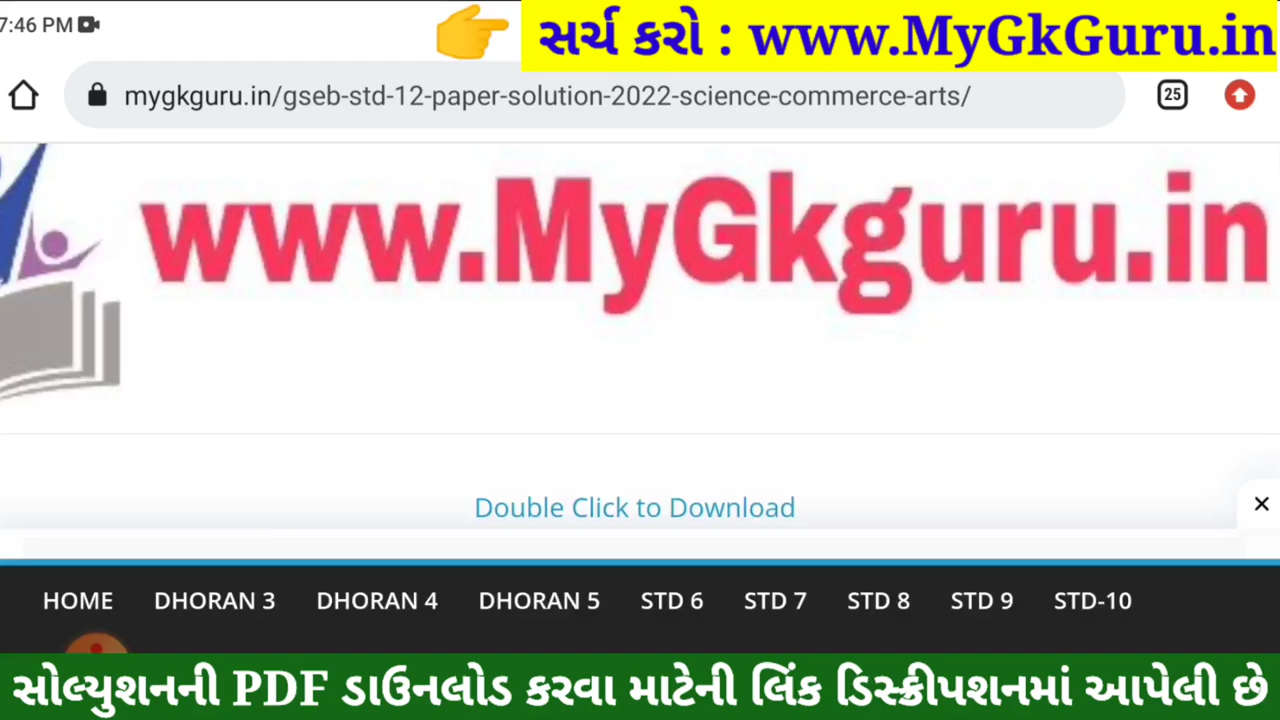 7:46 PM
સર્ચ કરો : www.MyGkGuru.in
mygkguru.in/gseb-std-12-paper-solution-2022-science-commerce-arts/
25
www.MyGkguru.in
Double Click to Download
×
HOME DHORAN 3 DHORAN 4 DHORAN 5 STD 6 STD 7 STD 8 STD 9 STD-10
સોલ્યુશનની PDF ડાઉનલોડ કરવા માટેની લિંક ડિસ્ક્રીપશનમાં આપેલી છે